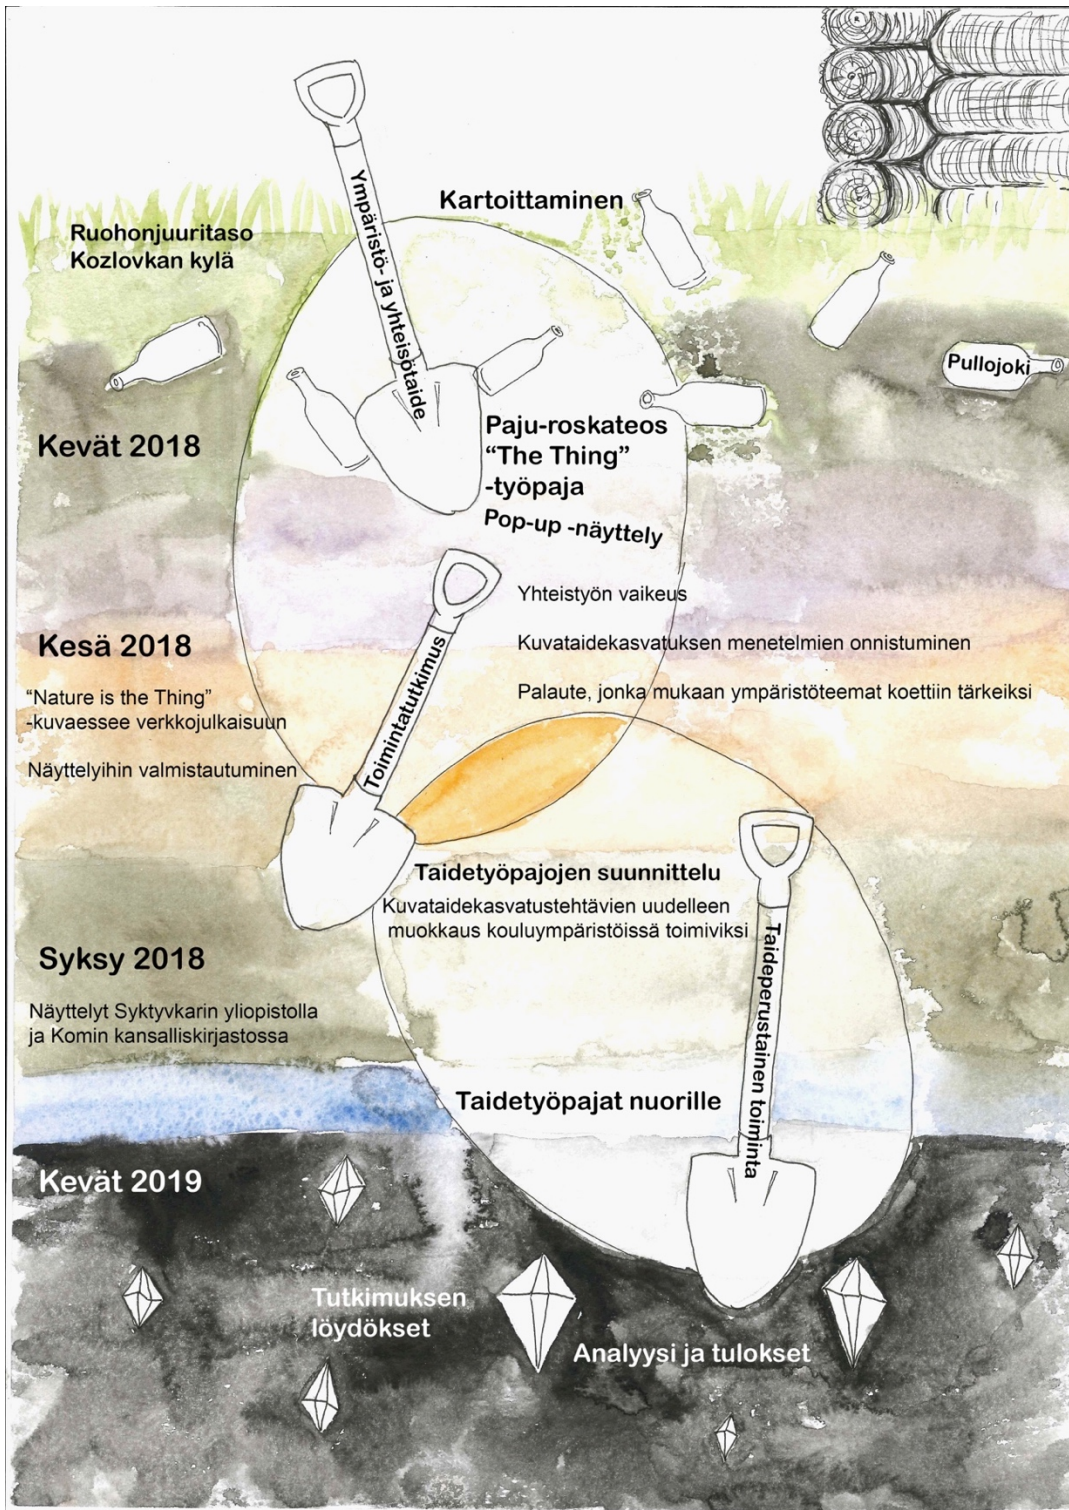 Ympäristö- ja yhteisötaide
Kartoittaminen
Ruohonjuuritaso
Kozlovkan kylä
Pullojoki
Kevät 2018
Paju-roskateos
“The Thing”
-työpaja
Pop-up -näyttely
Yhteistyön vaikeus
Kesä 2018
Kuvataidekasvatuksen menetelmien onnistuminen
Toimintatutkimus
“Nature is the Thing”
-kuvaessee verkkojulkaisuun
Palaute, jonka mukaan ympäristöteemat koettiin tärkeiksi
Näyttelyihin valmistautuminen
Taidetyöpajojen suunnittelu
Kuvataidekasvatustehtävien uudelleen
muokkaus kouluympäristöissä toimiviksi
Taideperustainen toiminta
Syksy 2018
Näyttelyt Syktyvkarin yliopistolla
ja Komin kansalliskirjastossa
Taidetyöpajat nuorille
Kevät 2019
Tutkimuksen
löydökset
Analyysi ja tulokset